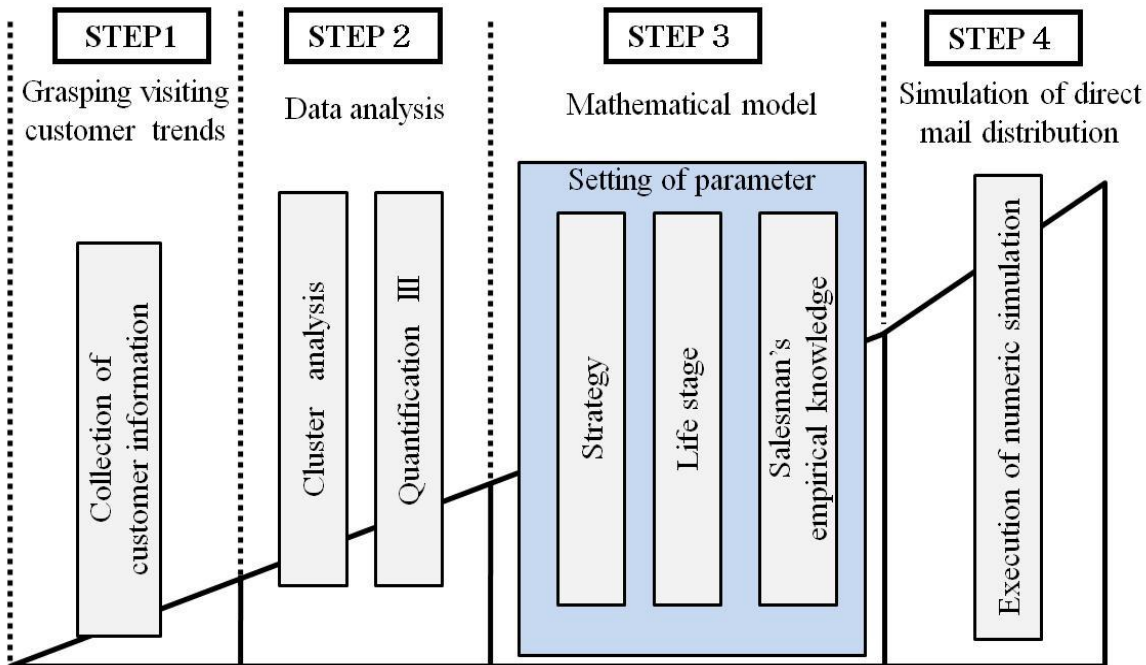 STEP1
Grasping visiting
customer trends
Collection of
customer information
STEP 2
Data analysis
Cluster analysis
Quantification Ⅲ
STEP 3
Mathematical model
Setting of parameter
Strategy
Life stage
Salesman's
empirical knowledge
STEP 4
Simulation of direct
mail distribution
Execution of numeric simulation